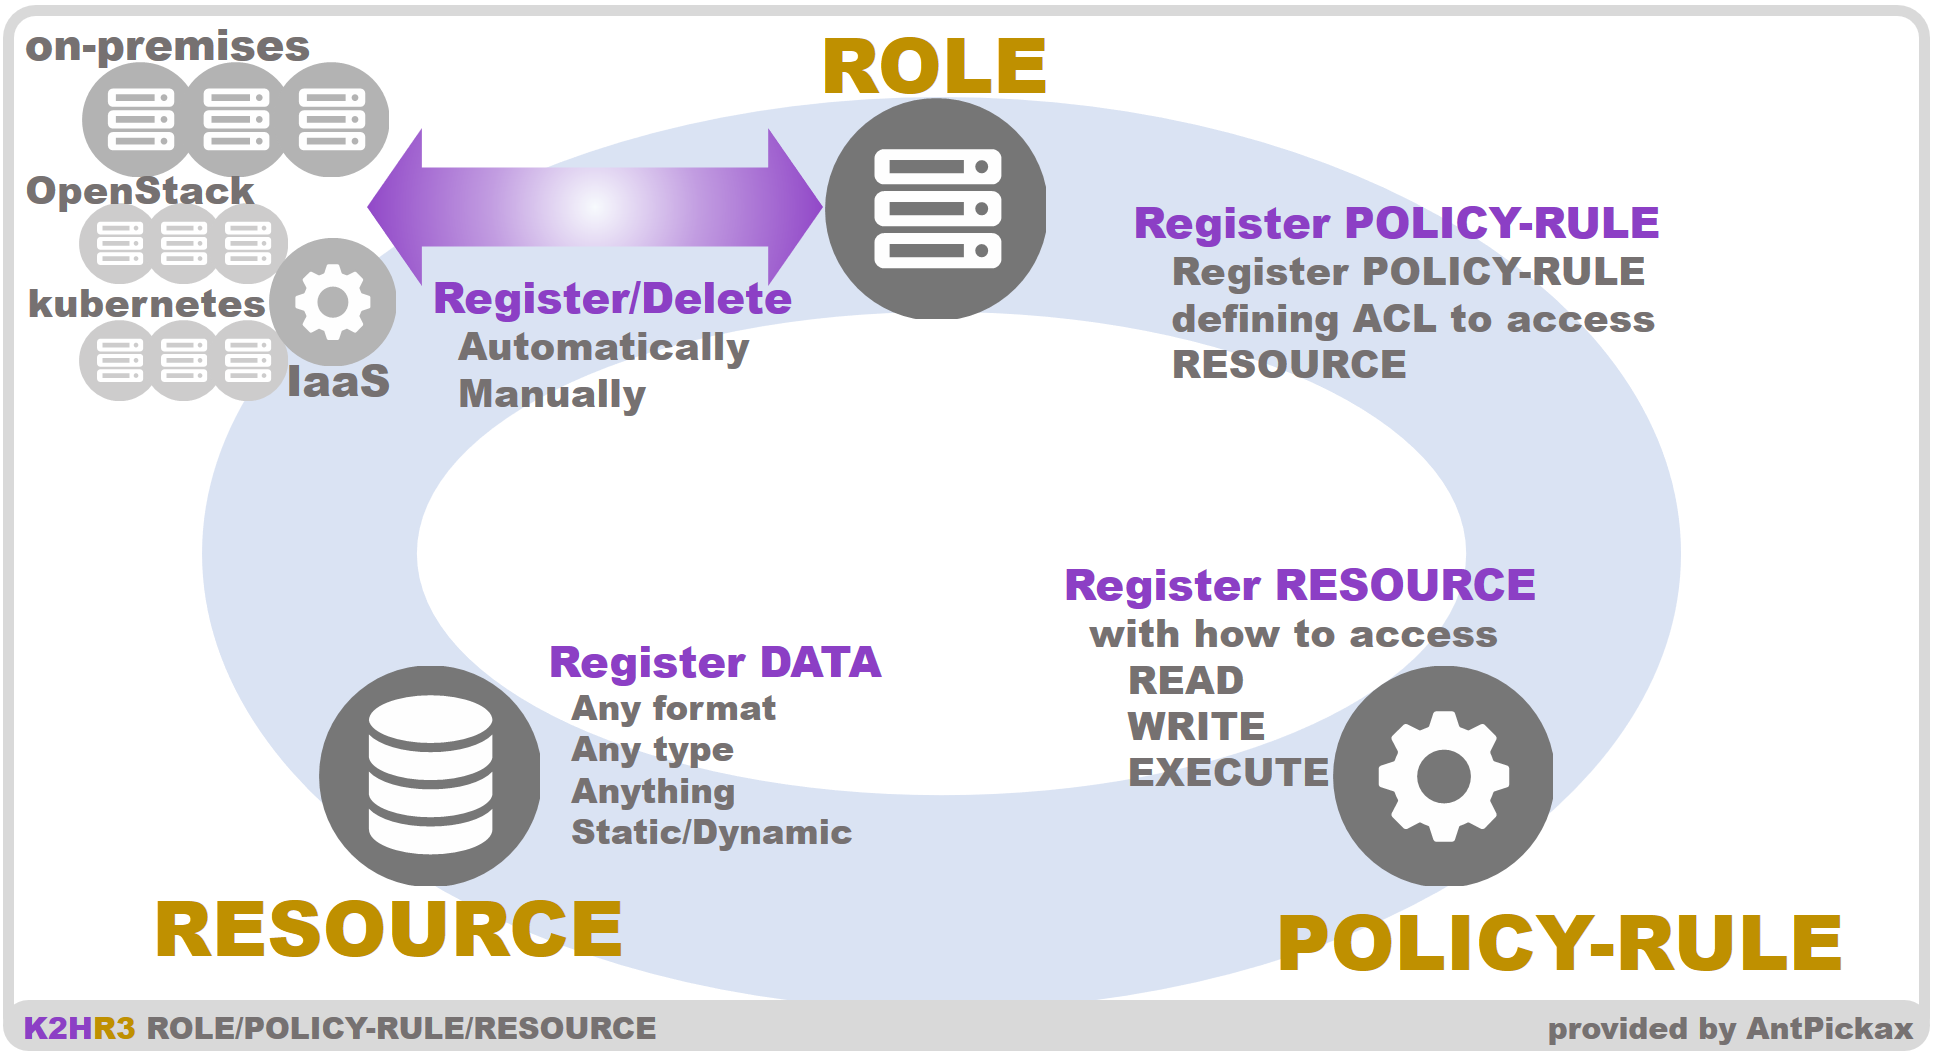 on-premises
OpenStack
kubernetes
IaaS
ROLE
Register/Delete
Automatically
Manually
Register POLICY-RULE
Register POLICY-RULE
defining ACL to access
RESOURCE
Register RESOURCE
with how to access
READ
WRITE
EXECUTE
Register DATA
Any format
Any type
Anything
Static/Dynamic
RESOURCE
POLICY-RULE
K2HR3 ROLE/POLICY-RULE/RESOURCE
provided by AntPickax